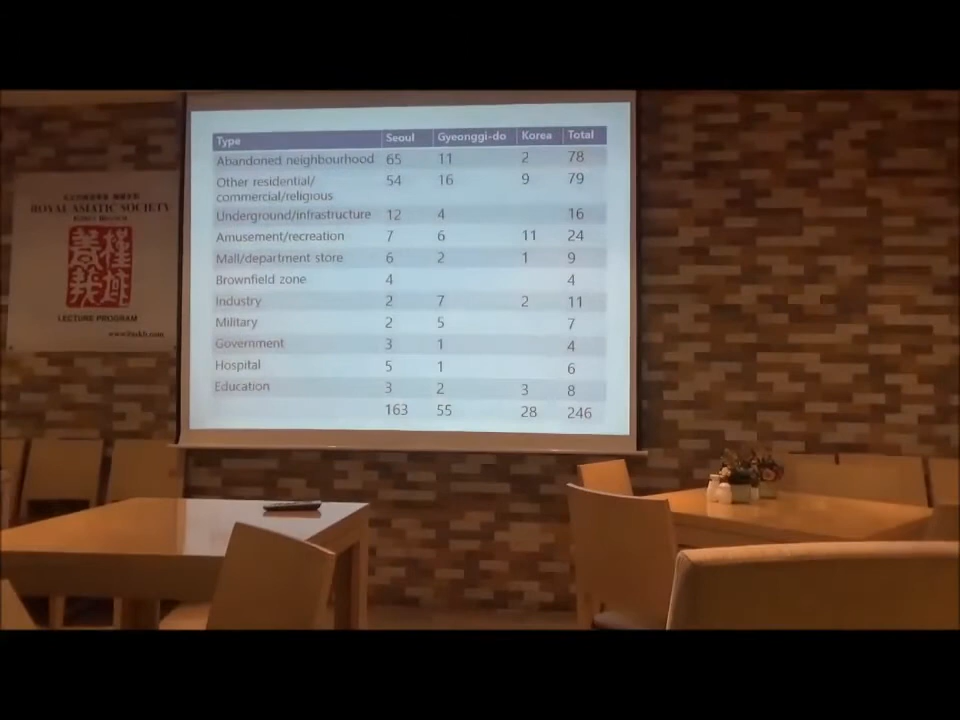 ROYAL ASIATIC SOCIETY
LECTURE PROGRAM
Type Seoul Gyeonggi-do Korea Total
Abandoned neighbourhood 65 11 2 78
Other residential/ 54 16 9 79
commercial/religious
Underground/infrastructure 12 4 16
Amusement/recreation 7 6 11 24
Mall/department store 6 2 1 9
Brownfield zone 4 4
Industry 2 7 2 11
Military 2 5 7
Government 3 1 4
Hospital 5 1 6
Education 3 2 3 8
163 55 28 246